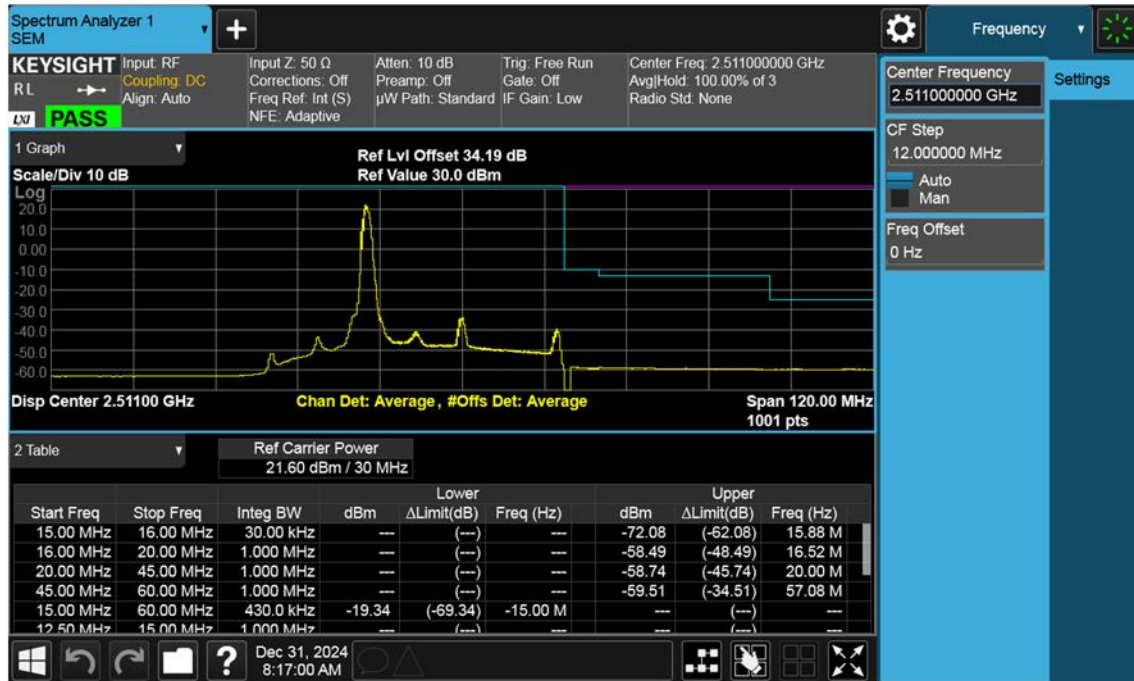 Spectrum Analyzer 1
SEM
Frequency
KEYSIGHT
RL
LXI
PASS
Input: RF
Coupling: DC
Align: Auto
Input Z: 50 Ω
Corrections: Off
Freq Ref: Int (S)
NFE: Adaptive
Atten: 10 dB
Preamp: Off
µW Path: Standard
Trig: Free Run
Gate: Off
IF Gain: Low
Center Freq: 2.511000000 GHz
Avg|Hold: 100.00% of 3
Radio Std: None
Center Frequency
2.511000000 GHz
Settings
CF Step
12.000000 MHz
Auto
Man
Freq Offset
0 Hz
1 Graph
Scale/Div 10 dB
Ref Lvl Offset 34.19 dB
Ref Value 30.0 dBm
Log
20.0
10.0
0.00
-10.0
-20.0
-30.0
-40.0
-50.0
-60.0
Disp Center 2.51100 GHz
Chan Det: Average, #Offs Det: Average
Span 120.00 MHz
1001 pts
2 Table
Ref Carrier Power
21.60 dBm / 30 MHz
Lower Upper
Start Freq Stop Freq Integ BW dBm ΔLimit(dB) Freq (Hz) dBm ΔLimit(dB) Freq (Hz)
15.00 MHz 16.00 MHz 30.00 kHz --- (---) --- -72.08 (-62.08) 15.88 M
16.00 MHz 20.00 MHz 1.000 MHz --- (---) --- -58.49 (-48.49) 16.52 M
20.00 MHz 45.00 MHz 1.000 MHz --- (---) --- -58.74 (-45.74) 20.00 M
45.00 MHz 60.00 MHz 1.000 MHz --- (---) --- -59.51 (-34.51) 57.08 M
15.00 MHz 60.00 MHz 430.0 kHz -19.34 (-69.34) -15.00 M --- (---) ---
12.50 MHz 15.00 MHz 1.000 MHz --- (---) --- --- (---) ---
Dec 31, 2024
8:17:00 AM